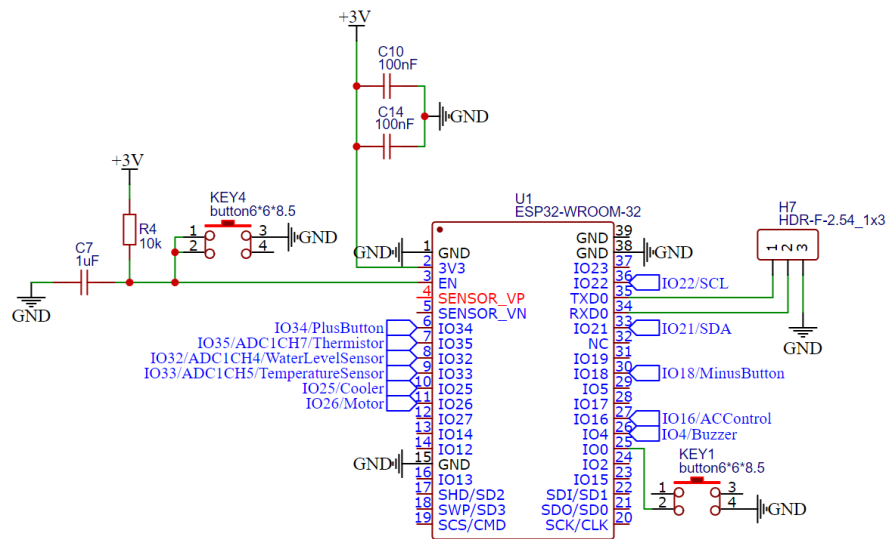 +3V
C10
100nF
C14
100nF
GND
+3V
KEY4
button6*6*8.5
R4
10k
1
2
3
4
GND
C7
1uF
GND
U1
ESP32-WROOM-32
H7
HDR-F-2.54_1x3
1
2
3
GND
GND
1
GND
2
3V3
3
EN
4
SENSOR_VP
5
SENSOR_VN
IO34/PlusButton
6
IO34
IO35/ADC1CH7/Thermistor
7
IO35
IO32/ADC1CH4/WaterLevelSensor
8
IO32
IO33/ADC1CH5/TemperatureSensor
9
IO33
IO25/Cooler
10
IO25
IO26/Motor
11
IO26
12
IO27
13
IO14
14
IO12
GND
15
GND
16
IO13
17
SHD/SD2
18
SWP/SD3
19
SCS/CMD
GND
39
GND
38
GND
IO23
37
IO22
36
IO22/SCL
TXD0
35
RXD0
34
IO21
33
IO21/SDA
NC
32
IO19
31
IO18
30
IO18/MinusButton
IO5
29
IO17
28
IO16
27
IO16/ACControl
IO4
26
IO4/Buzzer
IO0
25
IO2
24
IO15
23
SDI/SD1
22
SDO/SD0
21
SCK/CLK
20
KEY1
button6*6*8.5
1
2
3
4
GND